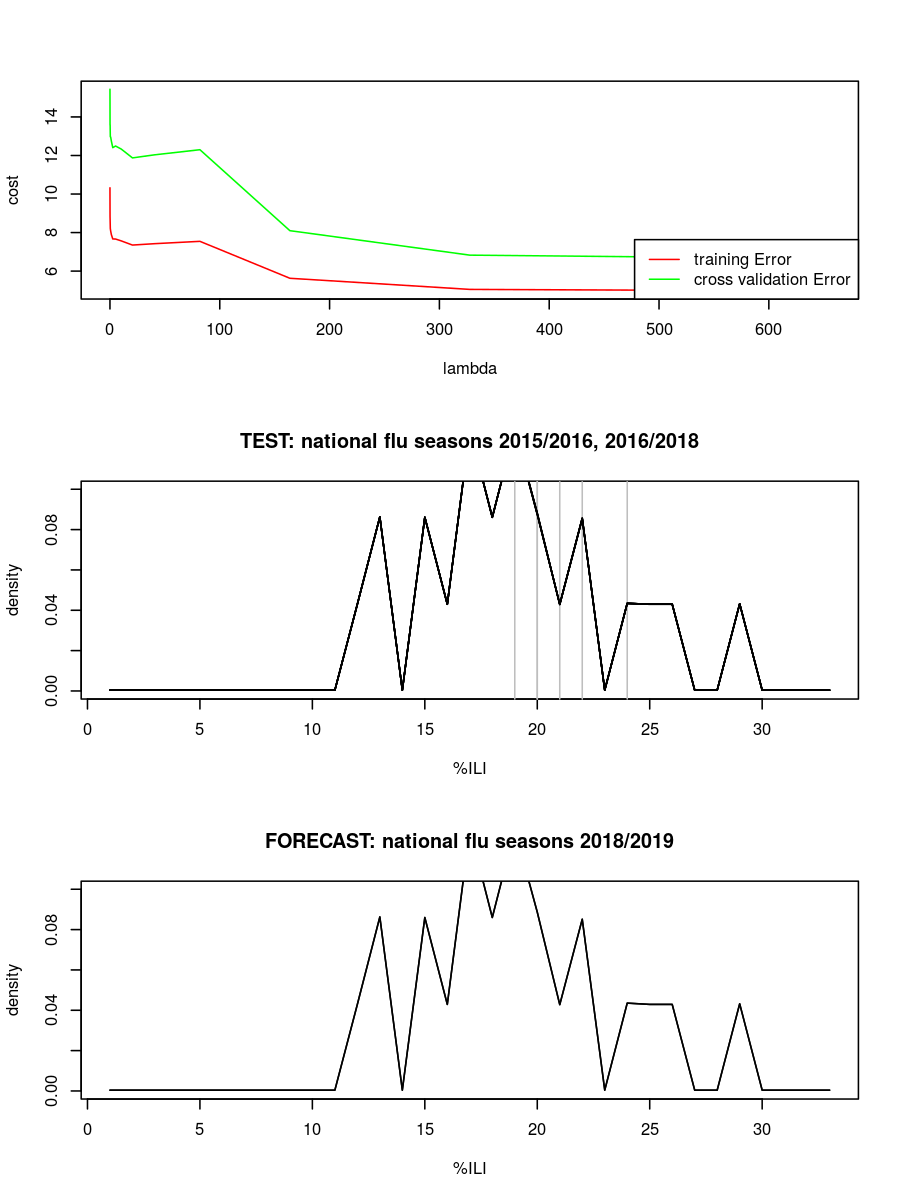 14
12
10
8
6
cost
training Error
cross validation Error
0 100 200 300 400 500 600
lambda
TEST: national flu seasons 2015/2016, 2016/2018
0.08
0.04
0.00
density
0 5 10 15 20 25 30
%ILI
FORECAST: national flu seasons 2018/2019
0.08
0.04
0.00
density
0 5 10 15 20 25 30
%ILI